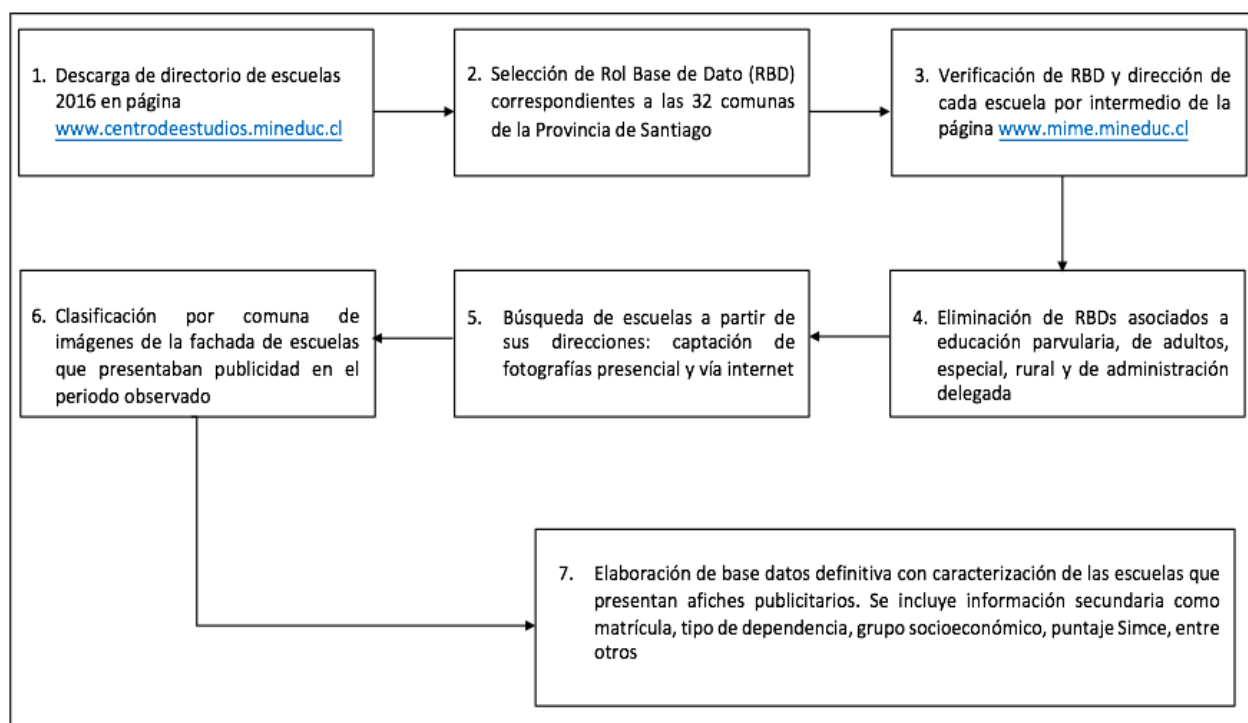 1. Descarga de directorio de escuelas
2016 en página
www.centrodeestudios.mineduc.cl
2. Selección de Rol Base de Dato (RBD)
correspondientes a las 32 comunas
de la Provincia de Santiago
3. Verificación de RBD y dirección de
cada escuela por intermedio de la
página www.mime.mineduc.cl
4. Eliminación de RBDs asociados a
educación parvularia, de adultos,
especial, rural y de administración
delegada
5. Búsqueda de escuelas a partir de
sus direcciones: captación de
fotografías presencial y vía internet
6. Clasificación por comuna de
imágenes de la fachada de escuelas
que presentaban publicidad en el
periodo observado
7. Elaboración de base datos definitiva con caracterización de las escuelas que
presentan afiches publicitarios. Se incluye información secundaria como
matrícula, tipo de dependencia, grupo socioeconómico, puntaje Simce, entre
otros